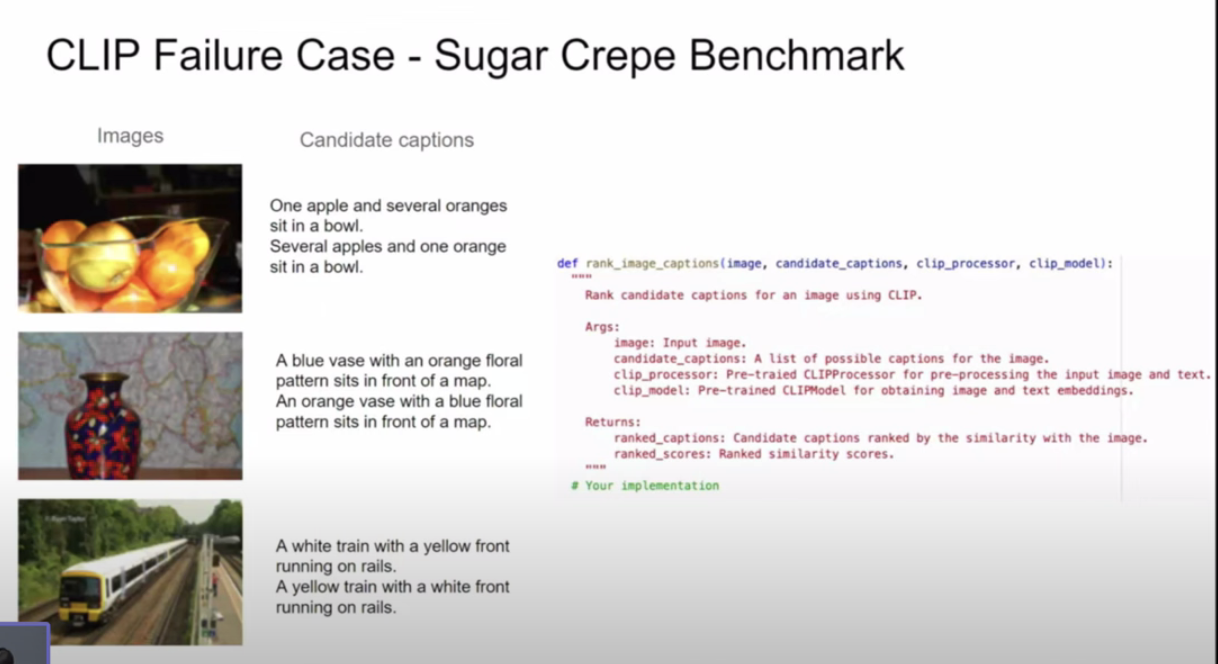 CLIP Failure Case - Sugar Crepe Benchmark
Images
Candidate captions
One apple and several oranges
sit in a bowl.
Several apples and one orange
sit in a bowl.
A blue vase with an orange floral
pattern sits in front of a map.
An orange vase with a blue floral
pattern sits in front of a map.
A white train with a yellow front
running on rails.
A yellow train with a white front
running on rails.
def rank_image_captions(image, candidate_captions, clip_processor, clip_model):
"""
Rank candidate captions for an image using CLIP.
Args:
image: Input image.
candidate_captions: A list of possible captions for the image.
clip_processor: Pre-traied CLIPProcessor for pre-processing the input image and text.
clip_model: Pre-trained CLIPModel for obtaining image and text embeddings.
Returns:
ranked_captions: Candidate captions ranked by the similarity with the image.
ranked_scores: Ranked similarity scores.
"""
# Your implementation